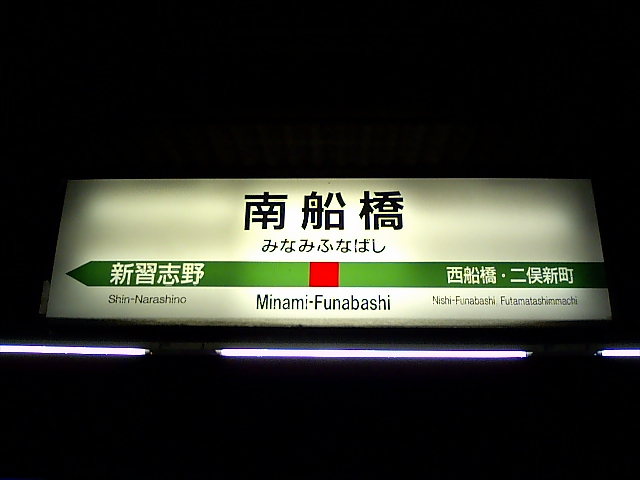 南船橋
みなみふなばし
新習志野 西船橋・二俣新町
Shin-Narashino Minami-Funabashi Nishi-Funabashi, Futamatashimmachi